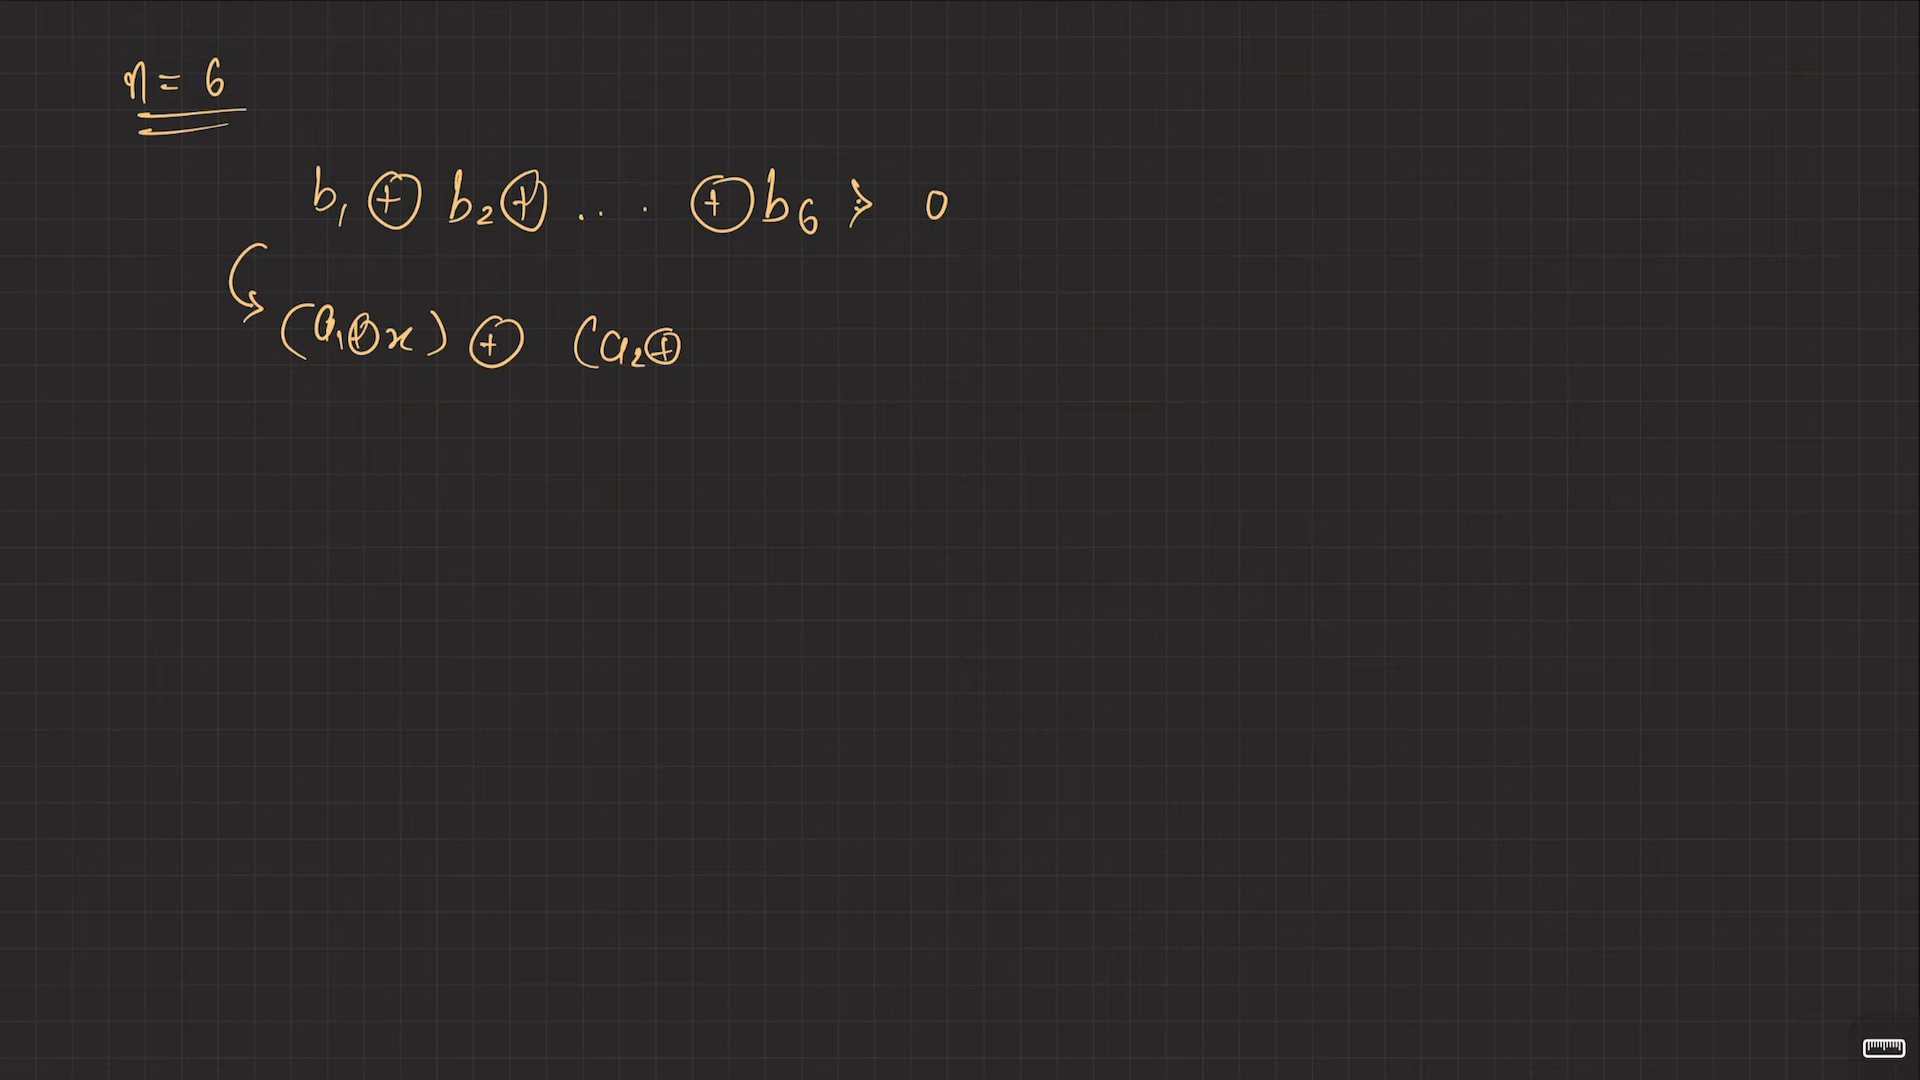 n = 6
b₁ ⊕ b₂ ⊕ .. . ⊕ b₆ > 0
(a₁⊕x) ⊕ (a₂⊕